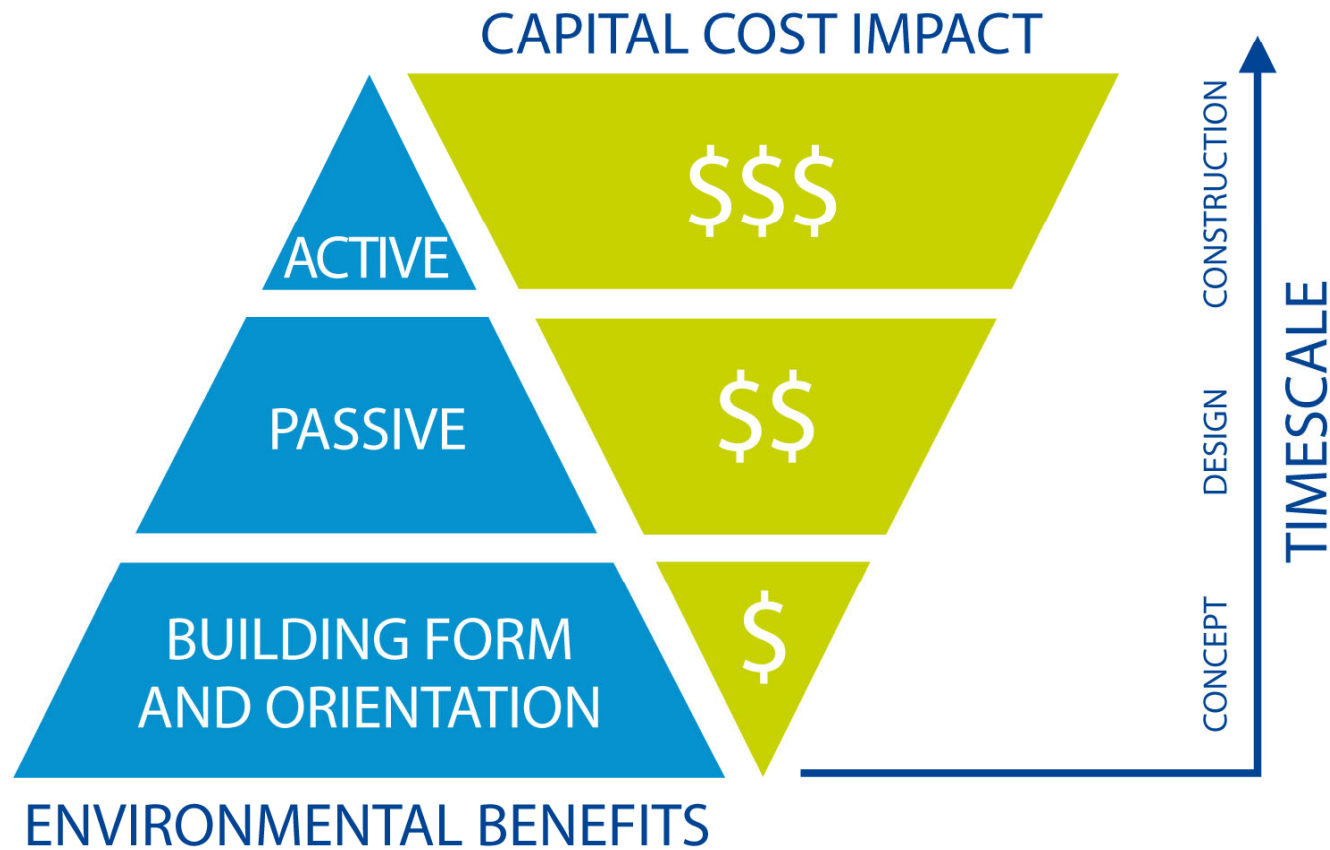 CAPITAL COST IMPACT
ACTIVE
$$$
CONSTRUCTION
PASSIVE
$$
DESIGN
TIMESCALE
BUILDING FORM
AND ORIENTATION
$
CONCEPT
ENVIRONMENTAL BENEFITS